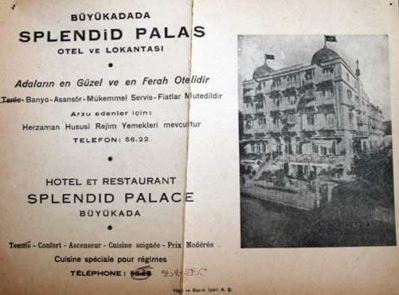 BÜYÜKADADA
SPLENDİD PALAS
OTEL VE LOKANTASI
Adaların en Güzel ve en Ferah Otelidir
Banyo-Asansör-Mükemmel Servis-Fiatlar Mutedildir
Arzu edenler için:
Herzaman Hususi Rejim Yemekleri mevcuttur
TELEFON: 56.22
HOTEL ET RESTAURANT
SPLENDID PALACE
BÜYÜKADA
Tennis - Confort - Ascenseur - Cuisine soignée - Prix Modérés
Cuisine spéciale pour régimes
TÉLÉPHONE: